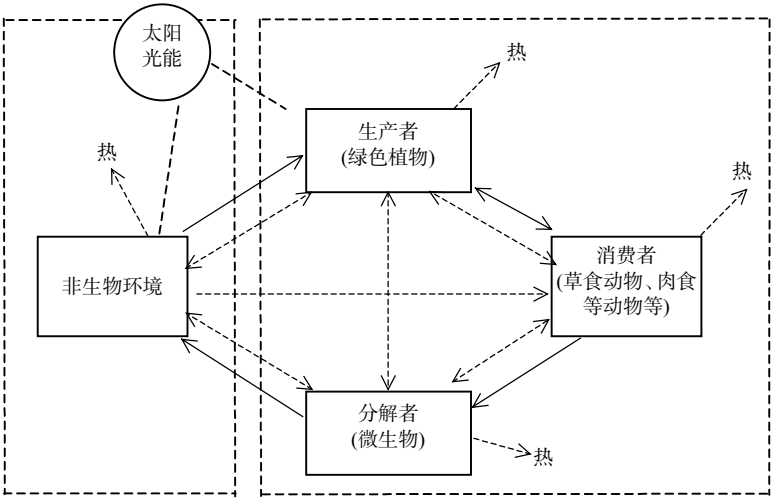 太阳
光能
热
生产者
(绿色植物)
热
热
非生物环境
消费者
(草食动物、肉食
等动物等)
分解者
(微生物)
热